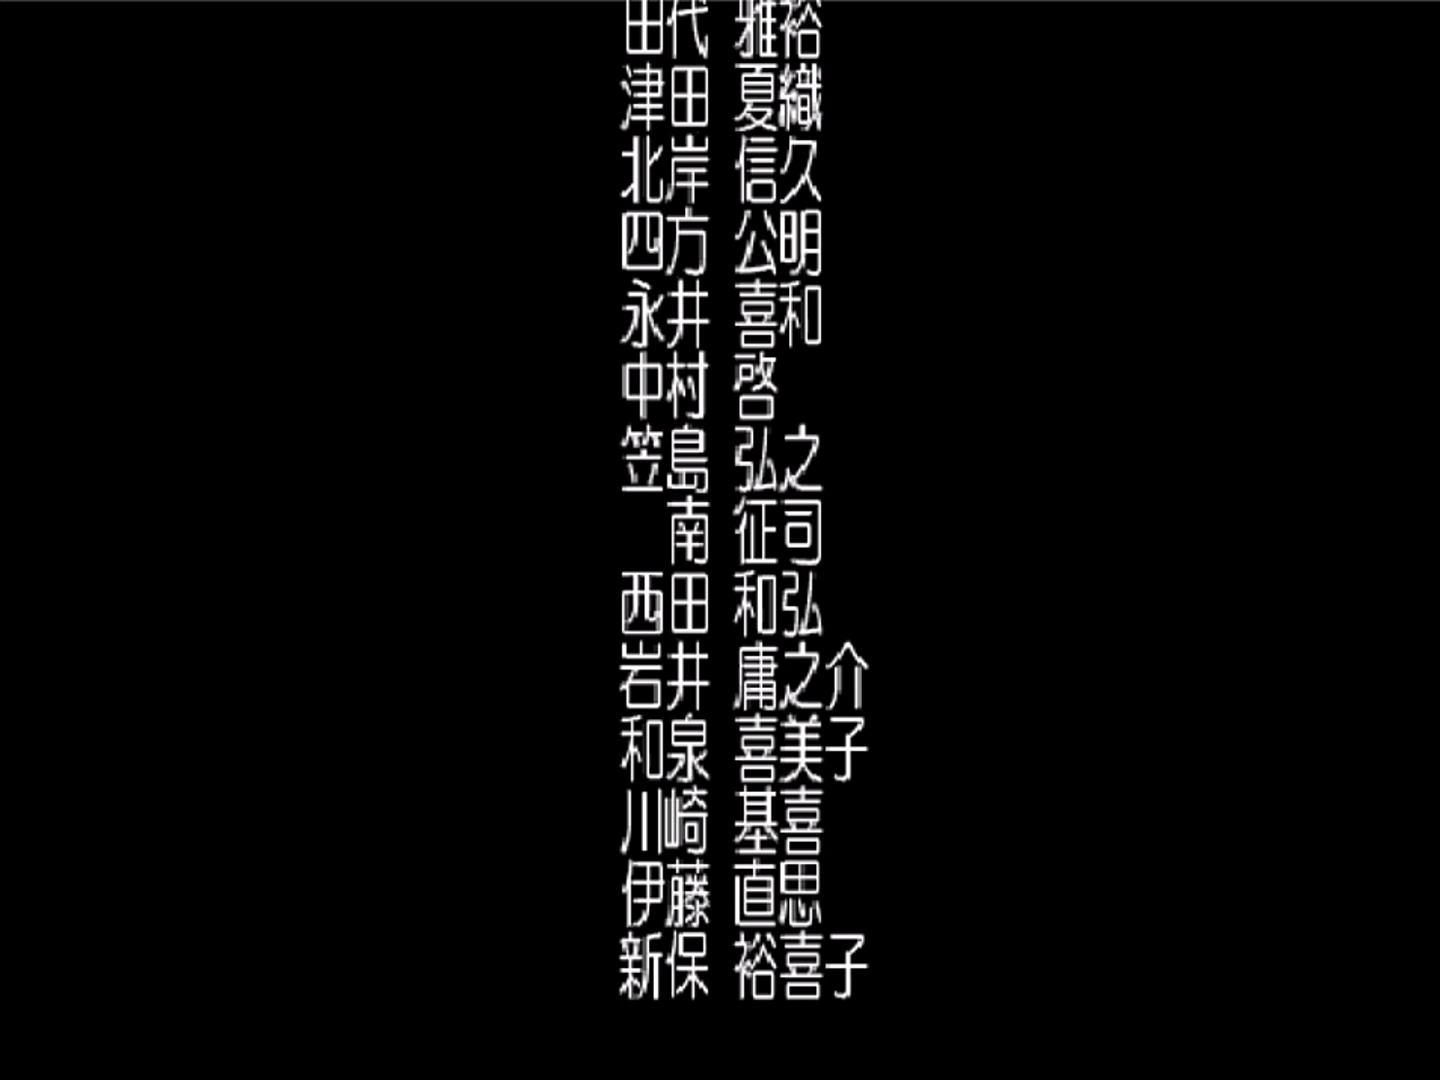 田代 雅裕
津田 夏織
北岸 信久
四方 公明
永井 喜和
中村 啓
笠島 弘之
南 征司
西田 和弘
岩井 庸之介
和泉 喜美子
川崎 基喜
伊藤 直思
新保 裕喜子